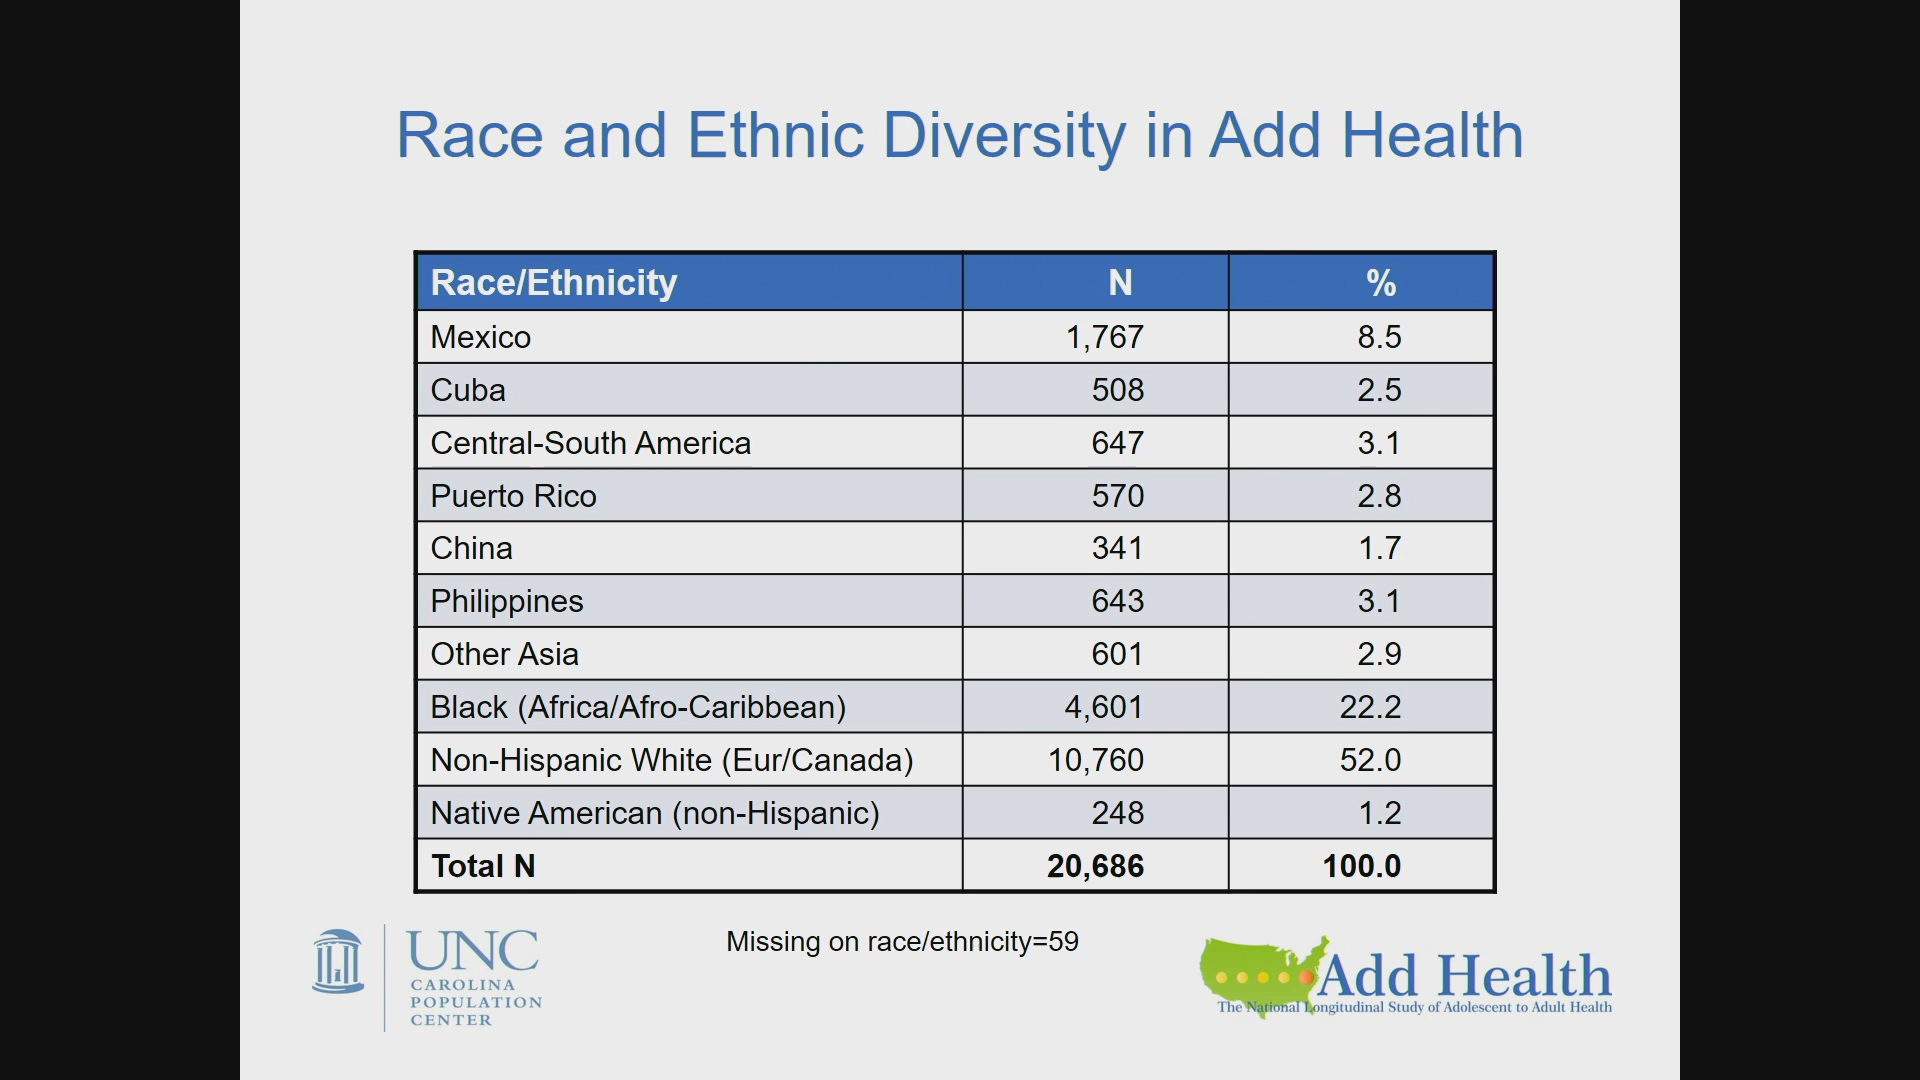 Race and Ethnic Diversity in Add Health
Race/Ethnicity N %
Mexico 1,767 8.5
Cuba 508 2.5
Central-South America 647 3.1
Puerto Rico 570 2.8
China 341 1.7
Philippines 643 3.1
Other Asia 601 2.9
Black (Africa/Afro-Caribbean) 4,601 22.2
Non-Hispanic White (Eur/Canada) 10,760 52.0
Native American (non-Hispanic) 248 1.2
Total N 20,686 100.0
Missing on race/ethnicity=59
UNC
CAROLINA
POPULATION
CENTER
Add Health
The National Longitudinal Study of Adolescent to Adult Health